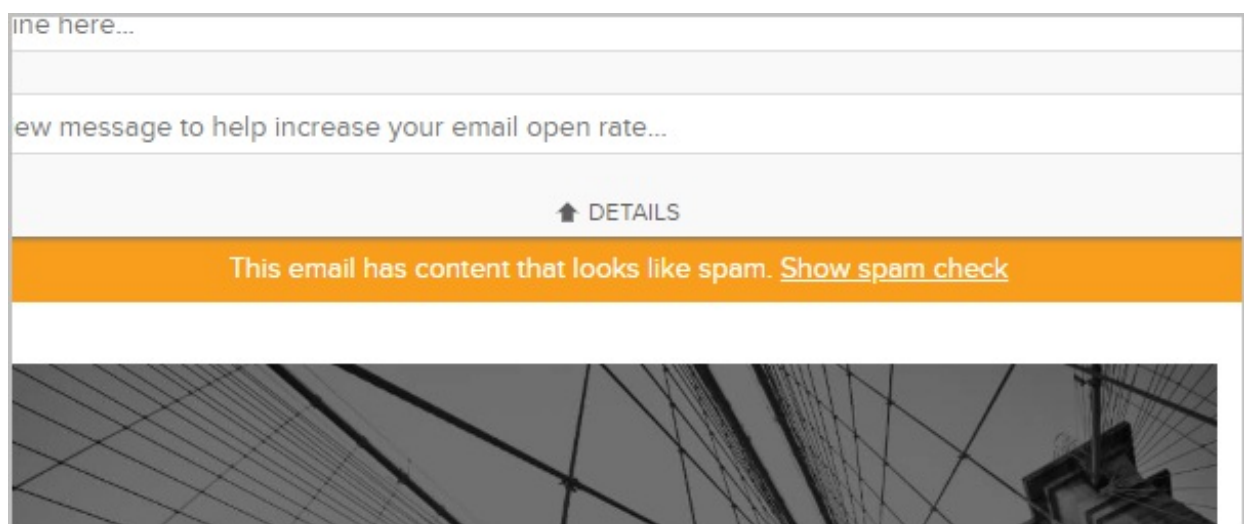 ine here...
ew message to help increase your email open rate...
DETAILS
This email has content that looks like spam. Show spam check